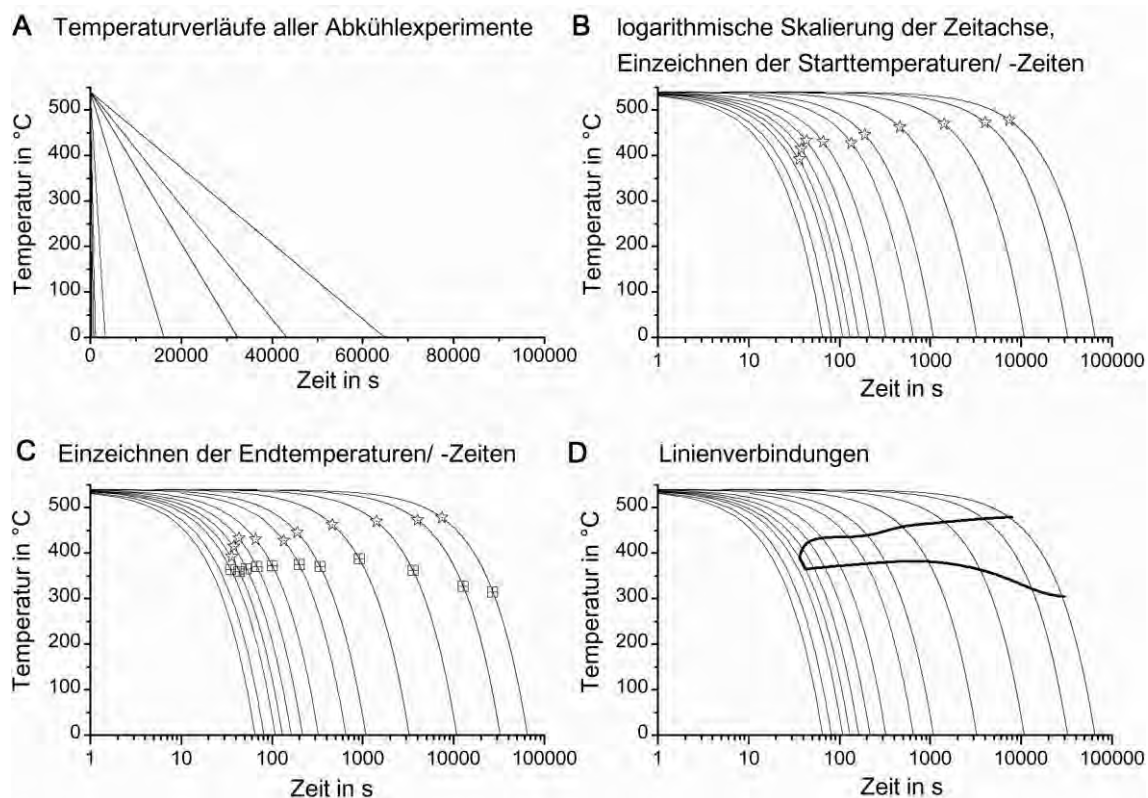 A Temperaturverläufe aller Abkühlexperimente
Temperatur in °C
500
400
300
200
100
0
0 20000 40000 60000 80000 100000
Zeit in s
B logarithmische Skalierung der Zeitachse,
Einzeichnen der Starttemperaturen/ -Zeiten
Temperatur in °C
500
400
300
200
100
0
1 10 100 1000 10000 100000
Zeit in s
C Einzeichnen der Endtemperaturen/ -Zeiten
Temperatur in °C
500
400
300
200
100
0
1 10 100 1000 10000 100000
Zeit in s
D Linienverbindungen
Temperatur in °C
500
400
300
200
100
0
1 10 100 1000 10000 100000
Zeit in s